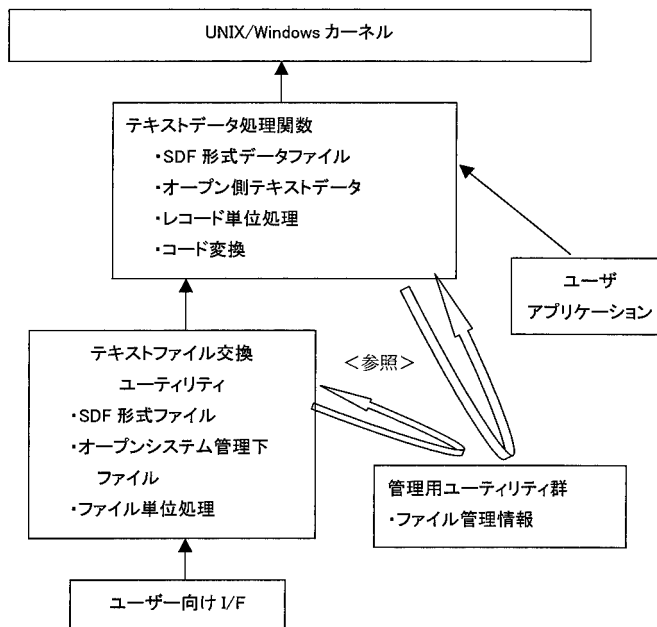 UNIX/Windows カーネル
テキストデータ処理関数
・SDF 形式データファイル
・オープン側テキストデータ
・レコード単位処理
・コード変換
ユーザ
アプリケーション
テキストファイル交換
ユーティリティ
・SDF 形式ファイル
・オープンシステム管理下
ファイル
・ファイル単位処理
＜参照＞
管理用ユーティリティ群
・ファイル管理情報
ユーザー向け I/F